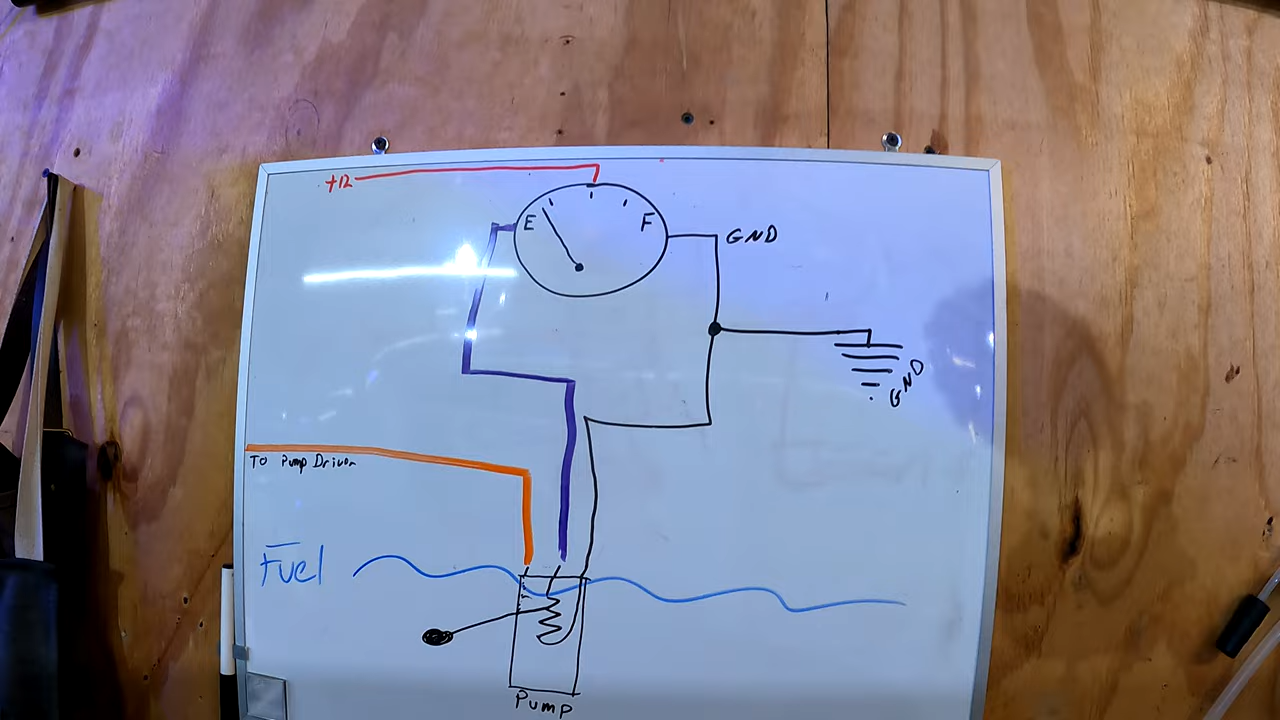 +12
E F
GND
GND
TO Pump Driver
Fuel
Pump